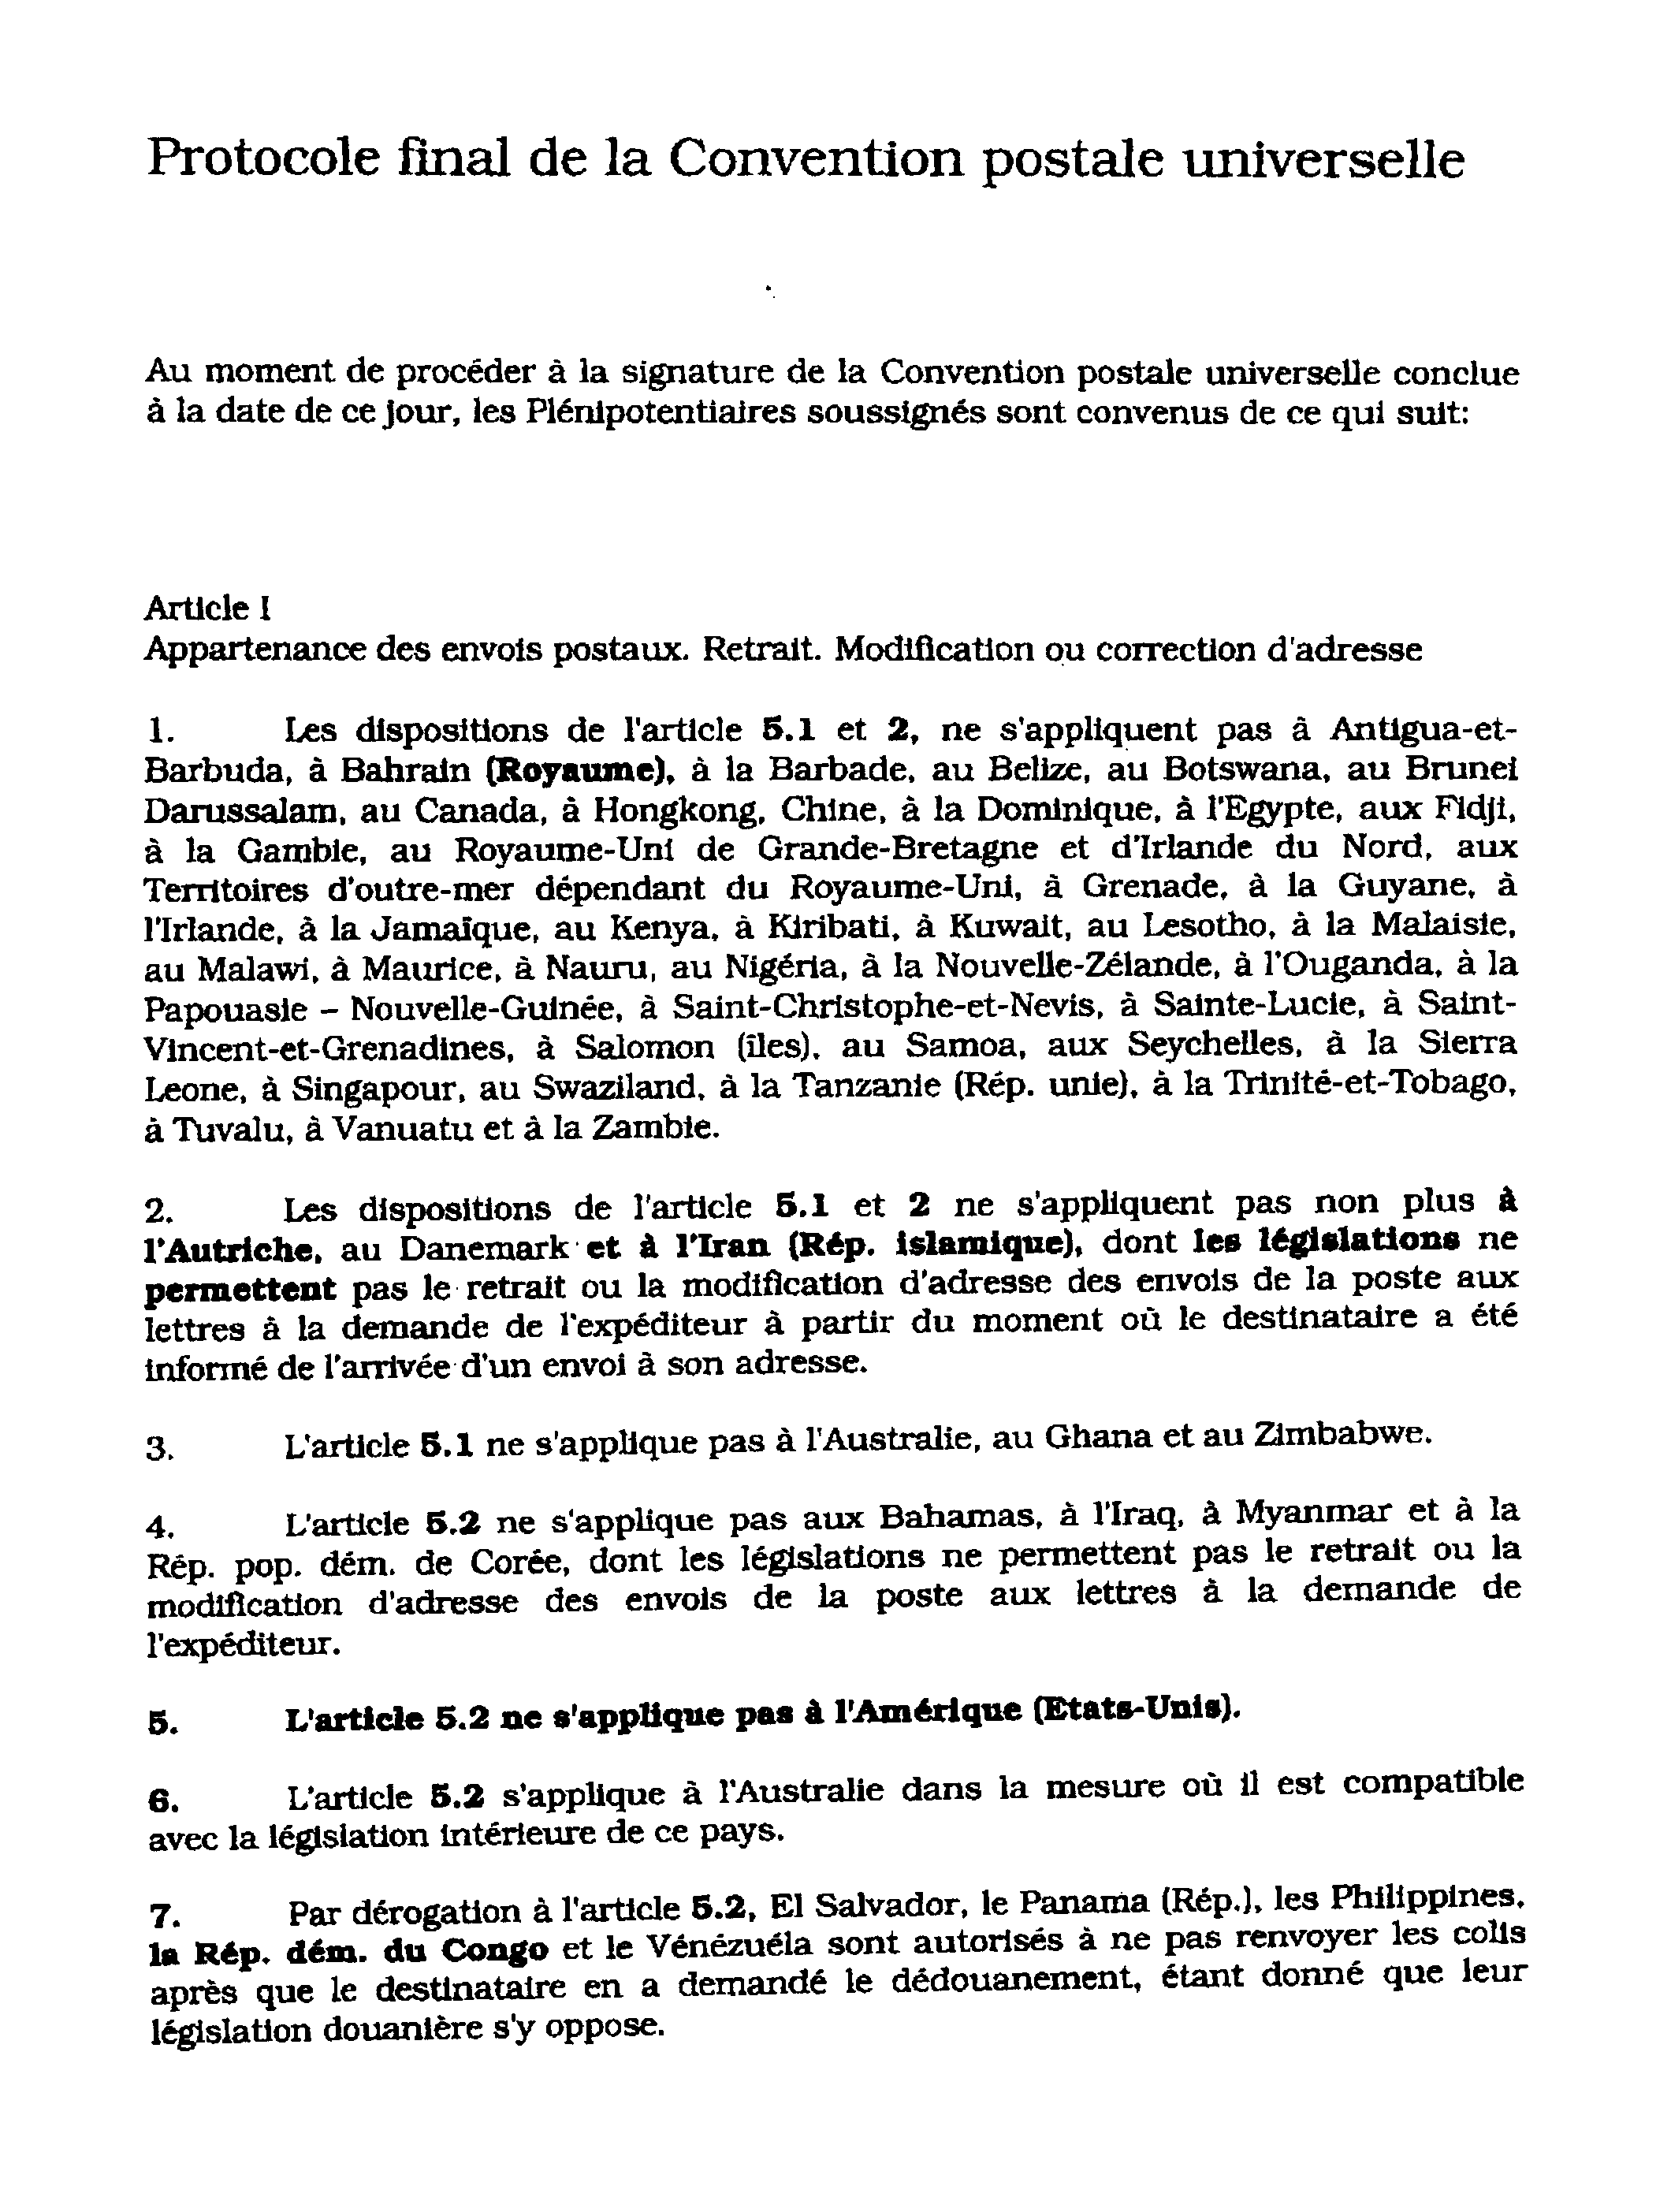 Protocole final de la Convention postale universelle
Au moment de procéder à la signature de la Convention postale universelle conclue
à la date de ce jour, les Plénipotentiaires soussignés sont convenus de ce qui suit:
Article I
Appartenance des envois postaux. Retrait. Modification ou correction d'adresse
1. Les dispositions de l'article 5.1 et 2, ne s'appliquent pas à Antigua-et-
Barbuda, à Bahrain (Royaume), à la Barbade, au Belize, au Botswana, au Brunei
Darussalam, au Canada, à Hongkong, Chine, à la Dominique, à l'Egypte, aux Fidji,
à la Gambie, au Royaume-Uni de Grande-Bretagne et d'Irlande du Nord, aux
Territoires d'outre-mer dépendant du Royaume-Uni, à Grenade, à la Guyane, à
l'Irlande, à la Jamaïque, au Kenya, à Kiribati, à Kuwait, au Lesotho, à la Malaisie,
au Malawi, à Maurice, à Nauru, au Nigéria, à la Nouvelle-Zélande, à l'Ouganda, à la
Papouasie – Nouvelle-Guinée, à Saint-Christophe-et-Nevis, à Sainte-Lucie, à Saint-
Vincent-et-Grenadines, à Salomon (îles), au Samoa, aux Seychelles, à la Sierra
Leone, à Singapour, au Swaziland, à la Tanzanie (Rép. unie), à la Trinité-et-Tobago,
à Tuvalu, à Vanuatu et à la Zambie.
2. Les dispositions de l'article 5.1 et 2 ne s'appliquent pas non plus à
l'Autriche, au Danemark et à l'Iran (Rép. islamique), dont les législations ne
permettent pas le retrait ou la modification d'adresse des envois de la poste aux
lettres à la demande de l'expéditeur à partir du moment où le destinataire a été
informé de l'arrivée d'un envoi à son adresse.
3. L'article 5.1 ne s'applique pas à l'Australie, au Ghana et au Zimbabwe.
4. L'article 5.2 ne s'applique pas aux Bahamas, à l'Iraq, à Myanmar et à la
Rép. pop. dém. de Corée, dont les législations ne permettent pas le retrait ou la
modification d'adresse des envois de la poste aux lettres à la demande de
l'expéditeur.
5. L'article 5.2 ne s'applique pas à l'Amérique (Etats-Unis).
6. L'article 5.2 s'applique à l'Australie dans la mesure où il est compatible
avec la législation intérieure de ce pays.
7. Par dérogation à l'article 5.2, El Salvador, le Panama (Rép.), les Philippines,
la Rép. dém. du Congo et le Vénézuéla sont autorisés à ne pas renvoyer les colis
après que le destinataire en a demandé le dédouanement, étant donné que leur
législation douanière s'y oppose.